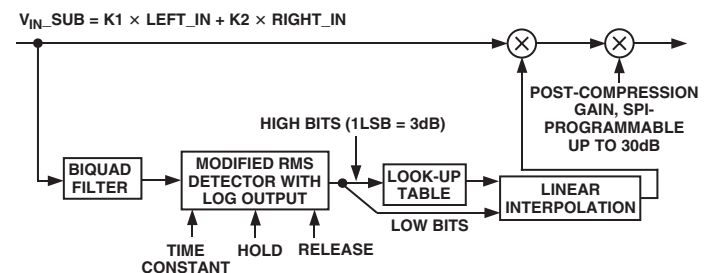 VIN_SUB = K1 × LEFT_IN + K2 × RIGHT_IN
POST-COMPRESSION
GAIN, SPI-
PROGRAMMABLE
UP TO 30dB
HIGH BITS (1LSB = 3dB)
BIQUAD
FILTER
MODIFIED RMS
DETECTOR WITH
LOG OUTPUT
LOOK-UP
TABLE
LINEAR
INTERPOLATION
LOW BITS
TIME
CONSTANT
HOLD
RELEASE